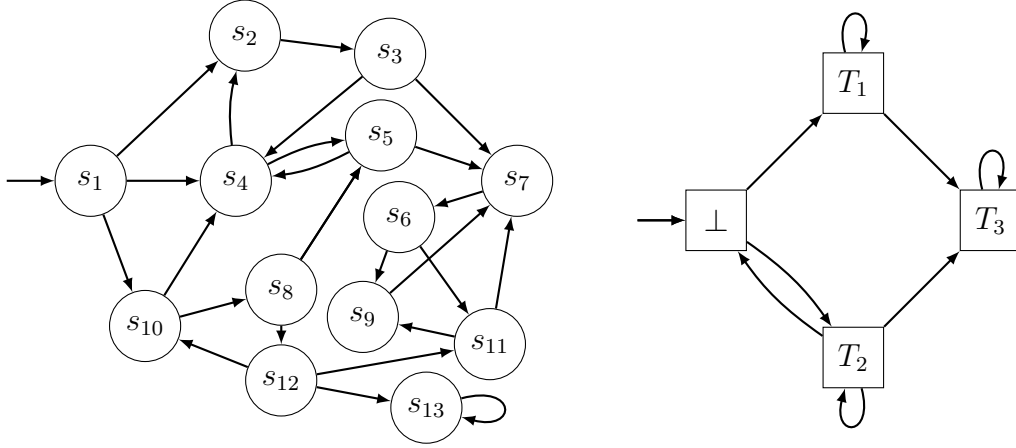 s₂
s₃
T₁
s₅
s₁
s₄
s₇
s₆
⊥
T₃
s₈
s₉
s₁₀
s₁₁
T₂
s₁₂
s₁₃